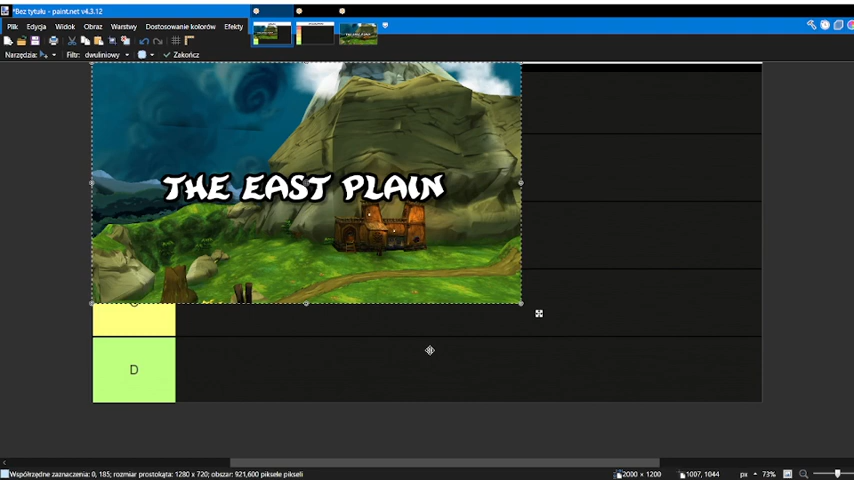 *Bez tytułu - paint.net v4.3.12
Plik Edycja Widok Obraz Warstwy Dostosowanie kolorów Efekty
Narzędzia: Filtr: dwuliniowy Zakończ
THE EAST PLAIN
D
Współrzędne zaznaczenia: 0, 185; rozmiar prostokąta: 1280 x 720; obszar: 921,600 piksele pikseli
2000 × 1200
1007, 1044
px
73%